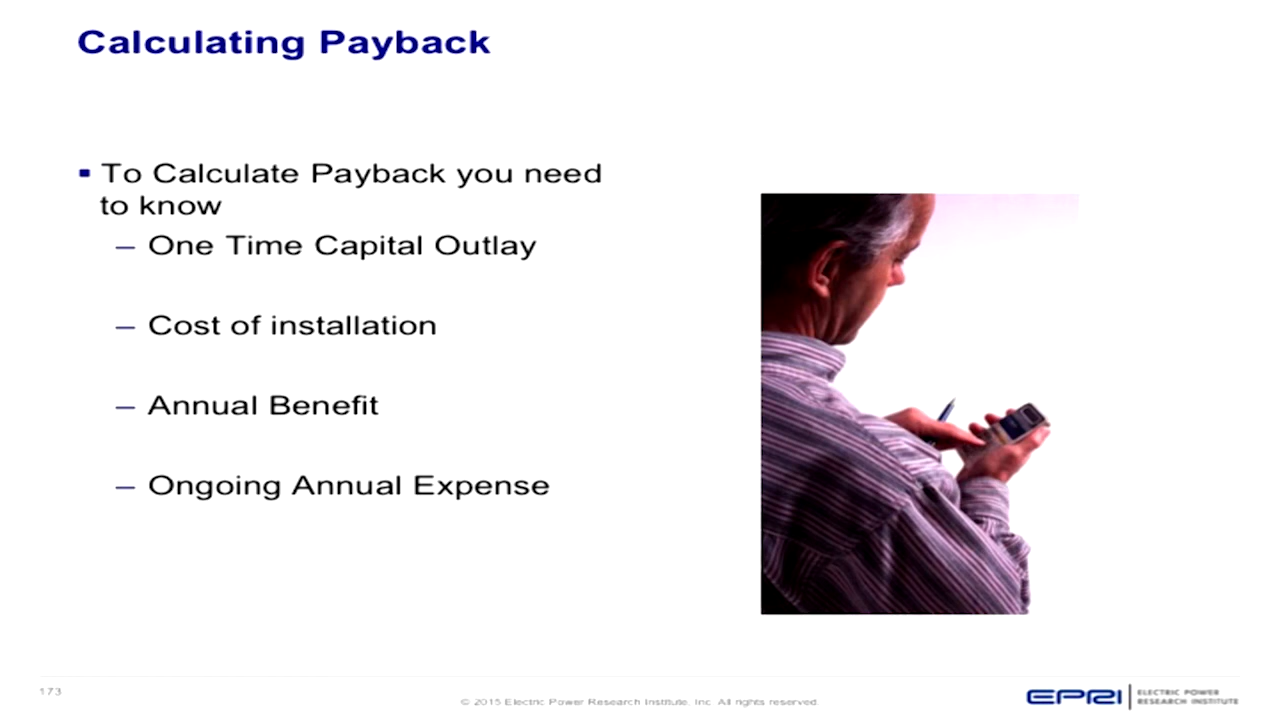 Calculating Payback
▪ To Calculate Payback you need
to know
– One Time Capital Outlay
– Cost of installation
– Annual Benefit
– Ongoing Annual Expense
173
© 2015 Electric Power Research Institute, Inc. All rights reserved.
EPRI
ELECTRIC POWER
RESEARCH INSTITUTE